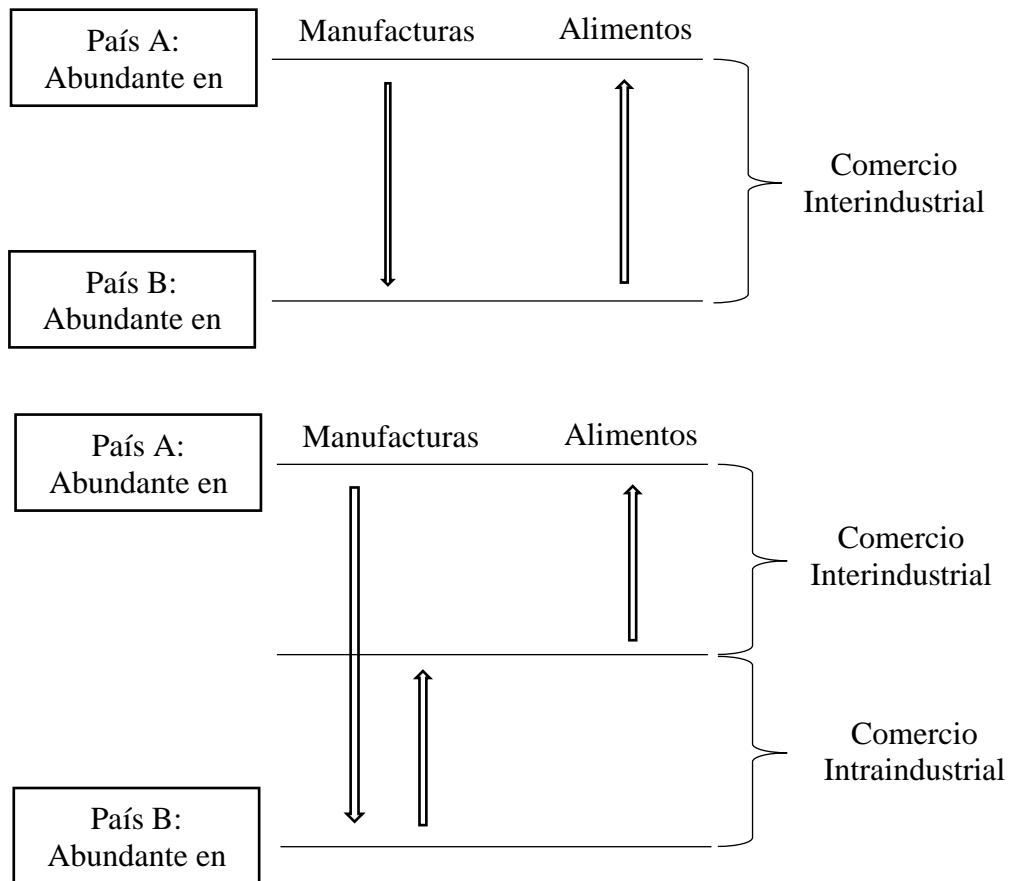 País A:
Abundante en
Manufacturas
Alimentos
Comercio
Interindustrial
País B:
Abundante en
País A:
Abundante en
Manufacturas
Alimentos
Comercio
Interindustrial
Comercio
Intraindustrial
País B:
Abundante en